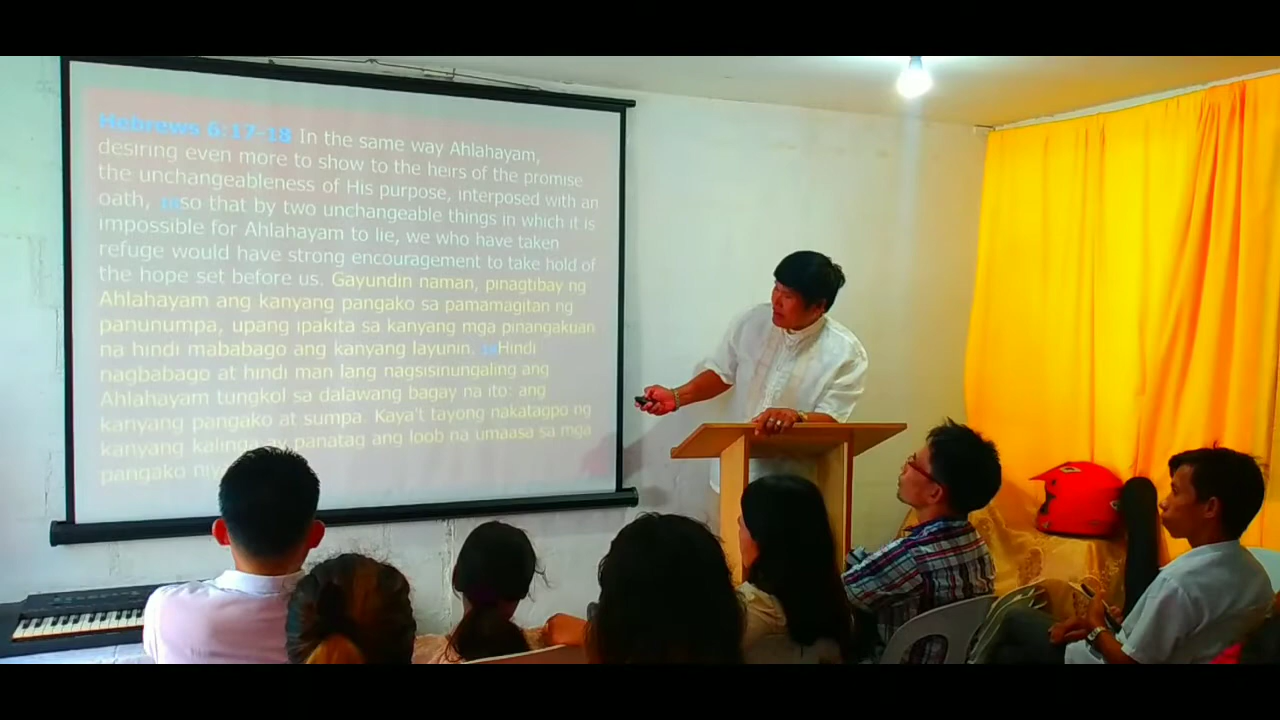 Hebrews 6:17-18 In the same way Ahlahayam,
desiring even more to show to the heirs of the promise
the unchangeableness of His purpose, interposed with an
oath, 18so that by two unchangeable things in which it is
impossible for Ahlahayam to lie, we who have taken
refuge would have strong encouragement to take hold of
the hope set before us. Gayundin naman, pinagtibay ng
Ahlahayam ang kanyang pangako sa pamamagitan ng
panunumpa, upang ipakita sa kanyang mga pinangakuan
na hindi mababago ang kanyang layunin. 18Hindi
nagbabago at hindi man lang nagsisinungaling ang
Ahlahayam tungkol sa dalawang bagay na ito: ang
kanyang pangako at sumpa. Kaya't tayong nakatagpo ng
kanyang kalinga ay panatag ang loob na umaasa sa mga
pangako